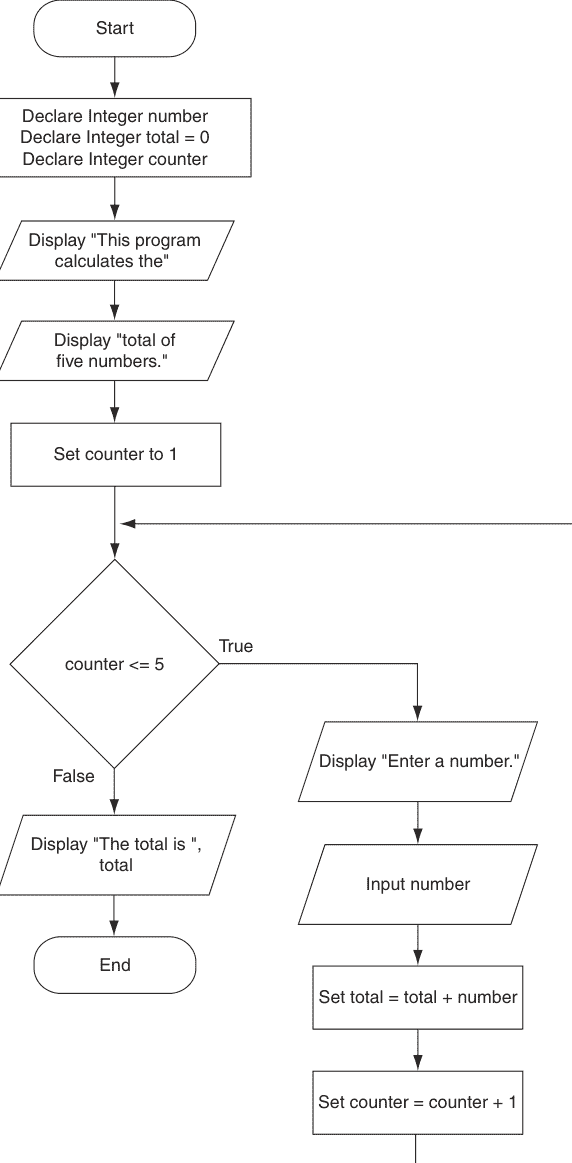 Start
Declare Integer number
Declare Integer total = 0
Declare Integer counter
Display "This program
calculates the"
Display "total of
five numbers."
Set counter to 1
counter <= 5
True
False
Display "Enter a number."
Input number
Set total = total + number
Set counter = counter + 1
Display "The total is ",
total
End